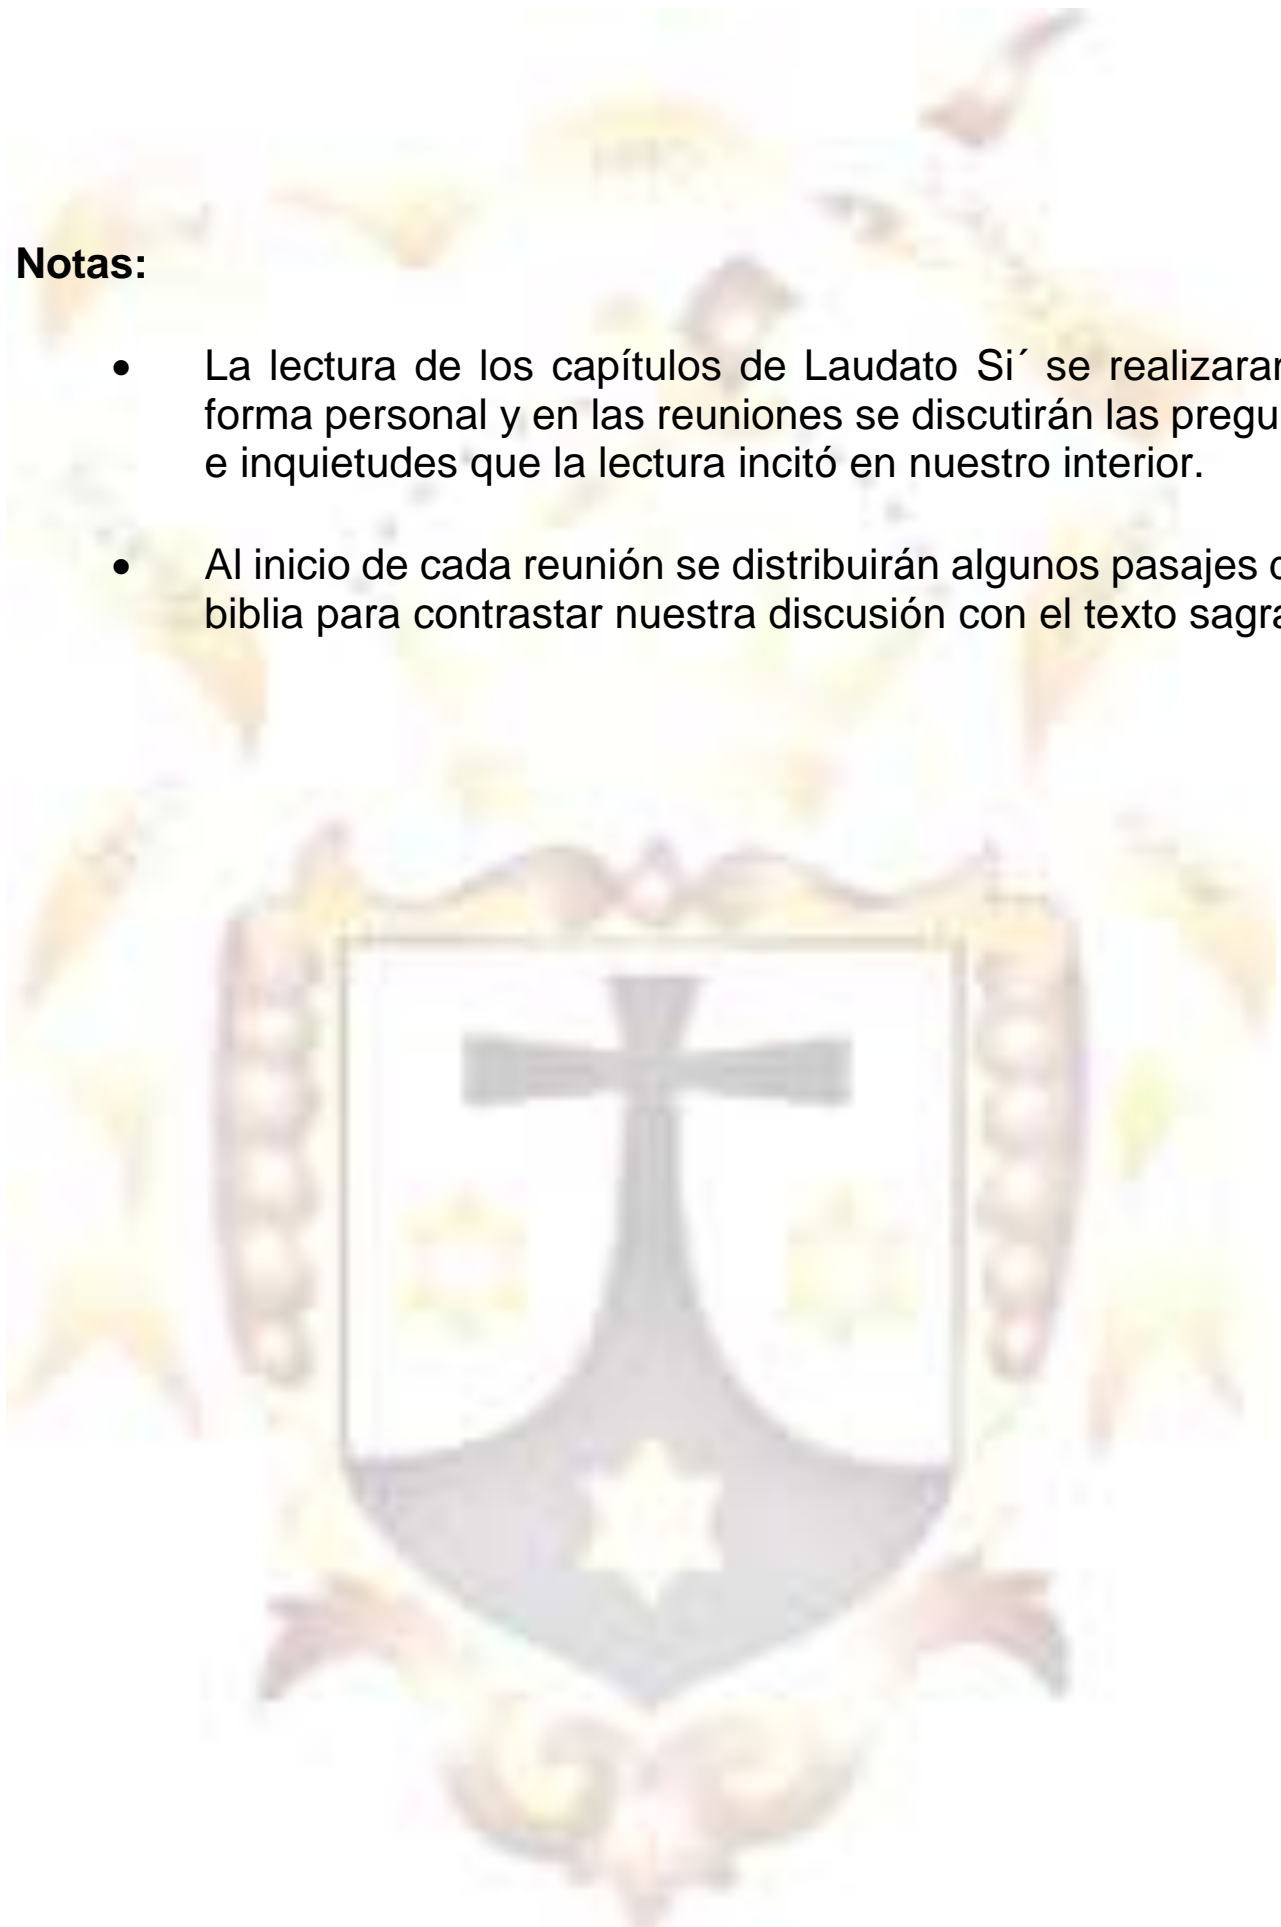 Notas:
• La lectura de los capítulos de Laudato Si´ se realizaran
forma personal y en las reuniones se discutirán las pregu
e inquietudes que la lectura incitó en nuestro interior.
• Al inicio de cada reunión se distribuirán algunos pasajes
biblia para contrastar nuestra discusión con el texto sagra